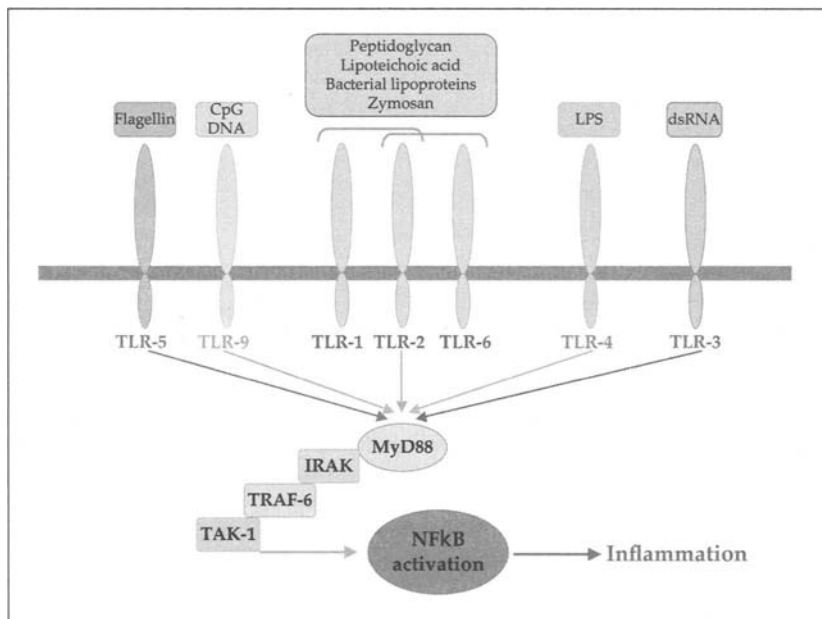 Peptidoglycan
Lipoteichoic acid
Bacterial lipoproteins
Zymosan
Flagellin
CpG
DNA
LPS
dsRNA
TLR-5
TLR-9
TLR-1
TLR-2
TLR-6
TLR-4
TLR-3
MyD88
IRAK
TRAF-6
TAK-1
NFkB
activation
Inflammation